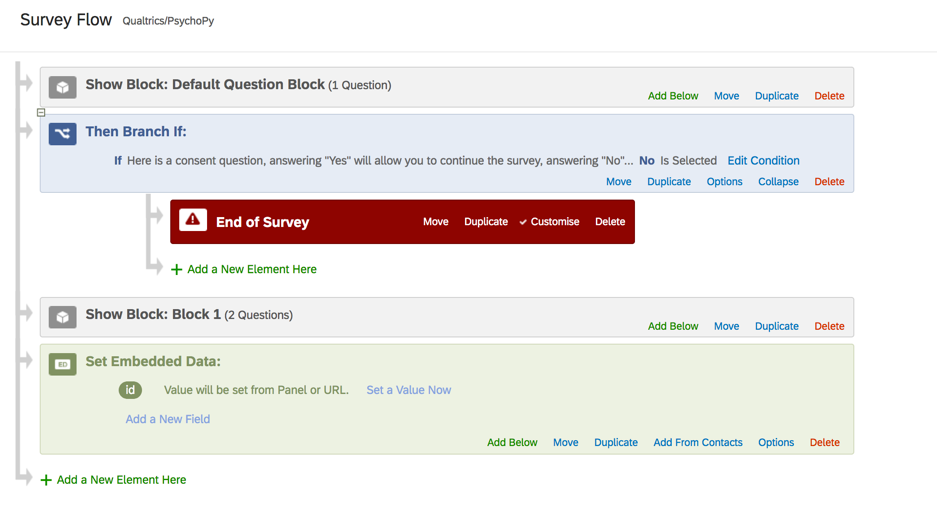 Survey Flow Qualtrics/PsychoPy
Show Block: Default Question Block (1 Question)
Add Below Move Duplicate Delete
Then Branch If:
If Here is a consent question, answering "Yes" will allow you to continue the survey, answering "No"... No Is Selected Edit Condition
Move Duplicate Options Collapse Delete
End of Survey Move Duplicate Customise Delete
Add a New Element Here
Show Block: Block 1 (2 Questions)
Add Below Move Duplicate Delete
ED Set Embedded Data:
id Value will be set from Panel or URL. Set a Value Now
Add a New Field
Add Below Move Duplicate Add From Contacts Options Delete
Add a New Element Here